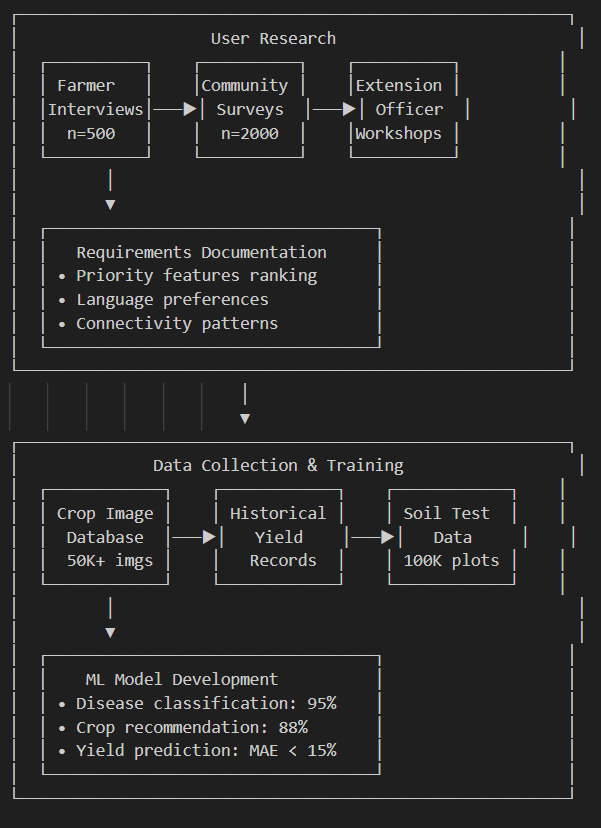 User Research
Farmer Community Extension
Interviews Surveys Officer
n=500 n=2000 Workshops
Requirements Documentation
• Priority features ranking
• Language preferences
• Connectivity patterns
Data Collection & Training
Crop Image Historical Soil Test
Database Yield Data
50K+ imgs Records 100K plots
ML Model Development
• Disease classification: 95%
• Crop recommendation: 88%
• Yield prediction: MAE < 15%